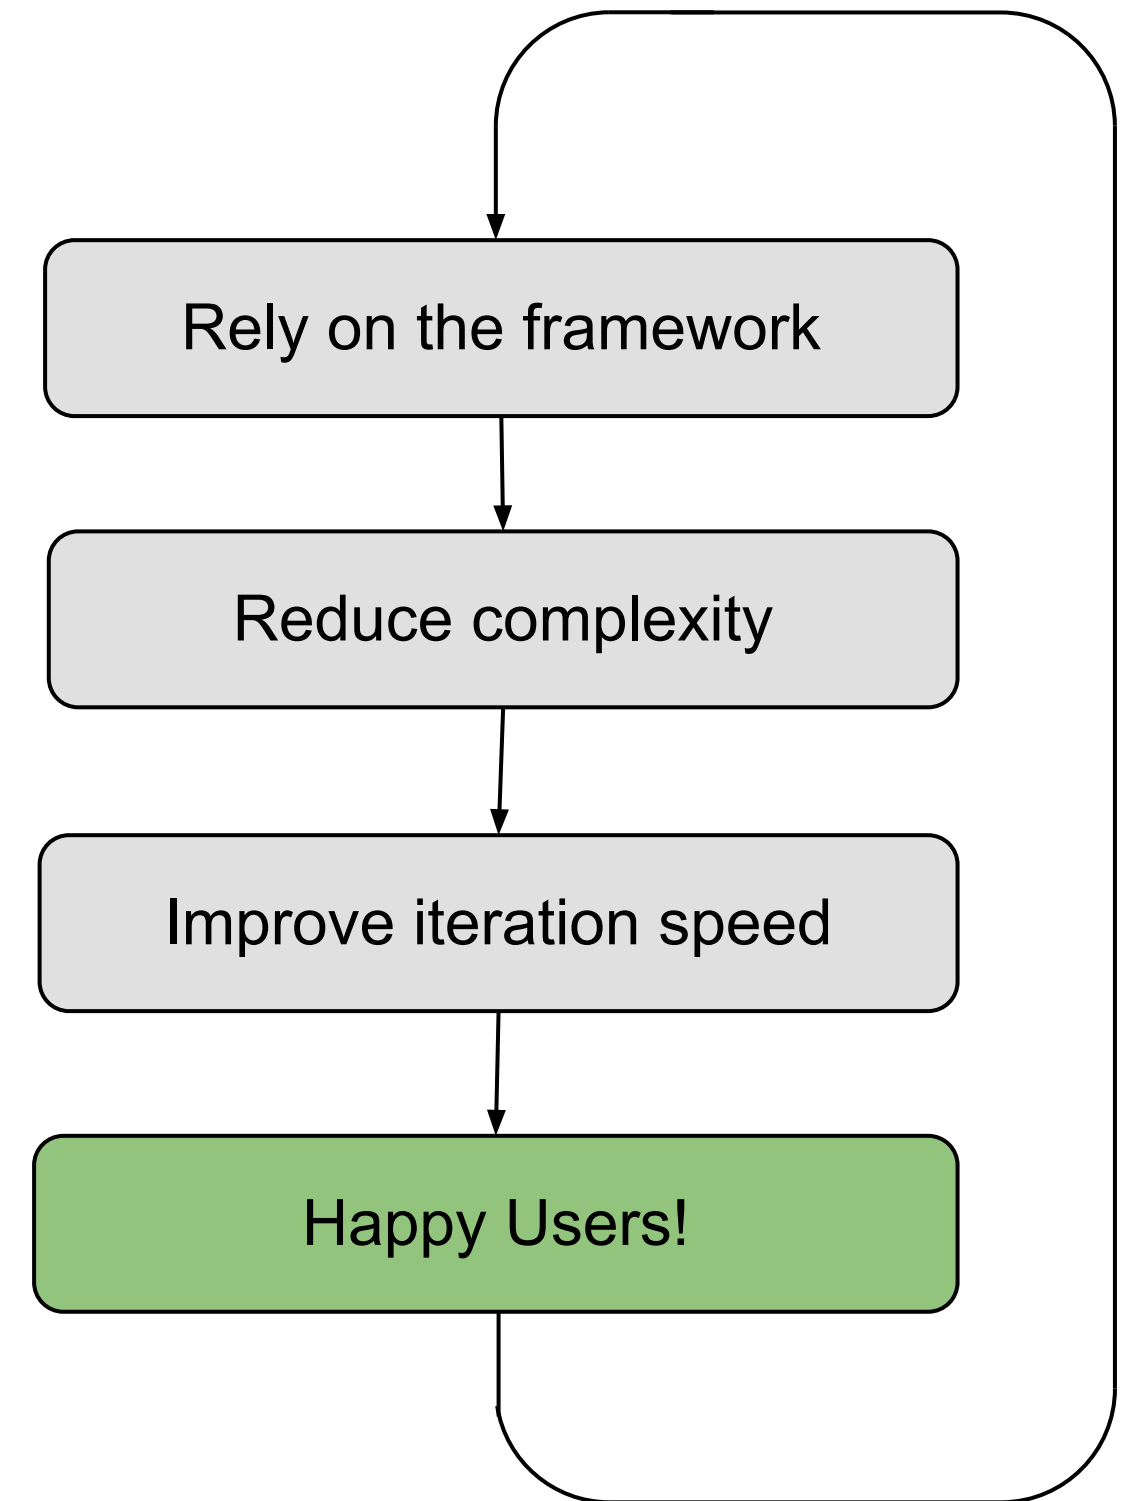 Rely on the framework
Reduce complexity
Improve iteration speed
Happy Users!